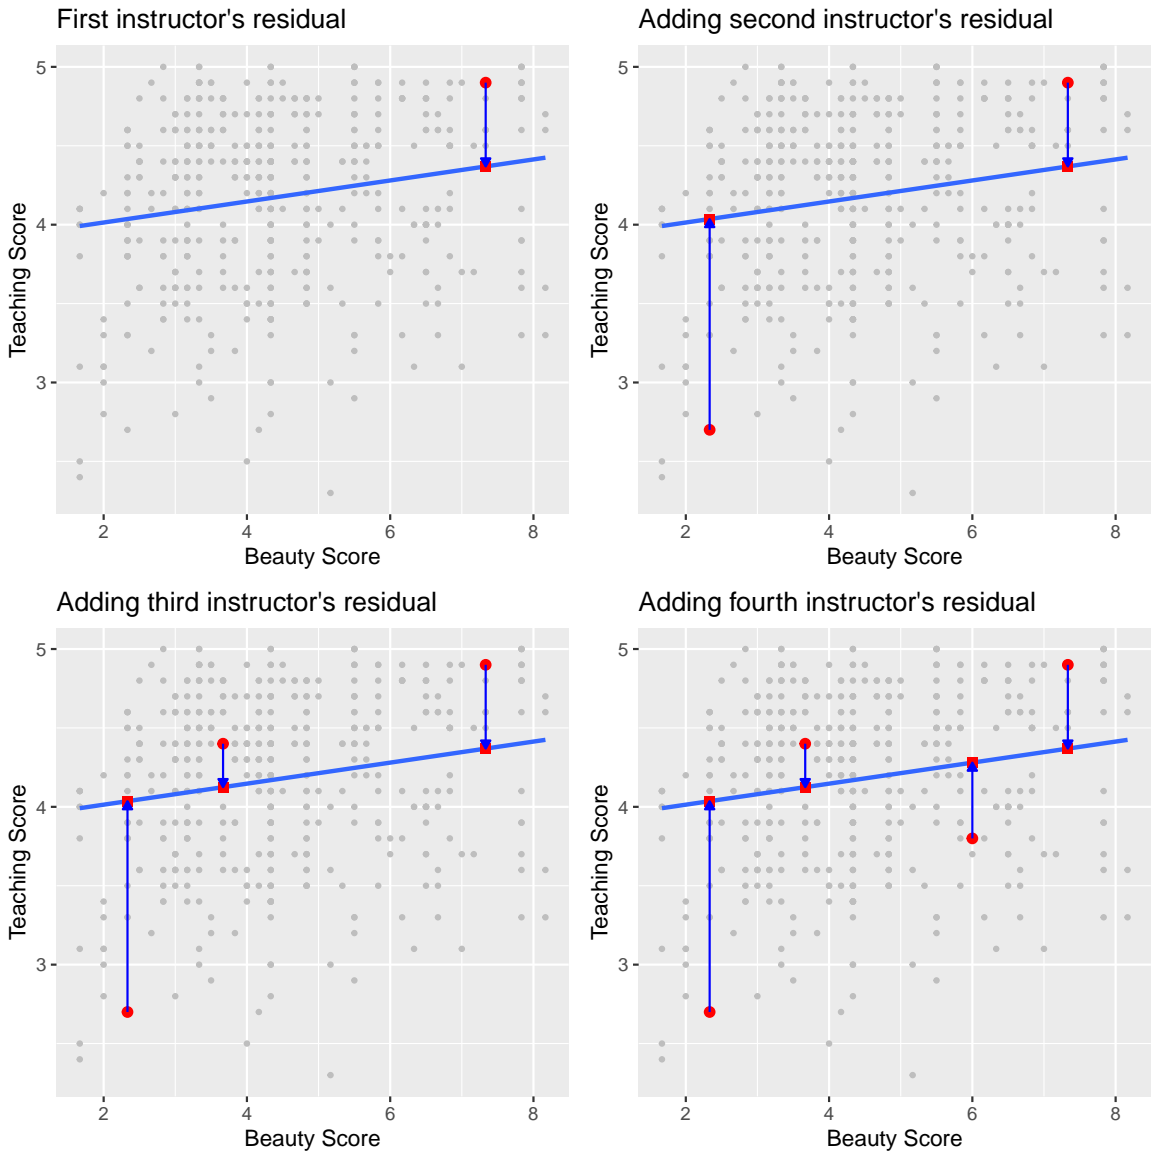 First instructor's residual
Adding second instructor's residual
5
4
3
2 4 6 8
Beauty Score
Teaching Score
5
4
3
2 4 6 8
Beauty Score
Teaching Score
Adding third instructor's residual
Adding fourth instructor's residual
5
4
3
2 4 6 8
Beauty Score
Teaching Score
5
4
3
2 4 6 8
Beauty Score
Teaching Score